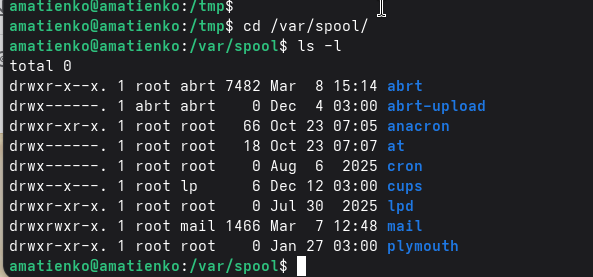 amatienko@amatienko:/tmp$
amatienko@amatienko:/tmp$ cd /var/spool/
amatienko@amatienko:/var/spool$ ls -l
total 0
drwxr-x--x. 1 root abrt 7482 Mar  8 15:14 abrt
drwx------. 1 abrt abrt    0 Dec  4 03:00 abrt-upload
drwxr-xr-x. 1 root root   66 Oct 23 07:05 anacron
drwx------. 1 root root   18 Oct 23 07:07 at
drwx------. 1 root root    0 Aug  6  2025 cron
drwx--x---. 1 root lp      6 Dec 12 03:00 cups
drwxr-xr-x. 1 root root    0 Jul 30  2025 lpd
drwxrwxr-x. 1 root mail 1466 Mar  7 12:48 mail
drwxr-xr-x. 1 root root    0 Jan 27 03:00 plymouth
amatienko@amatienko:/var/spool$